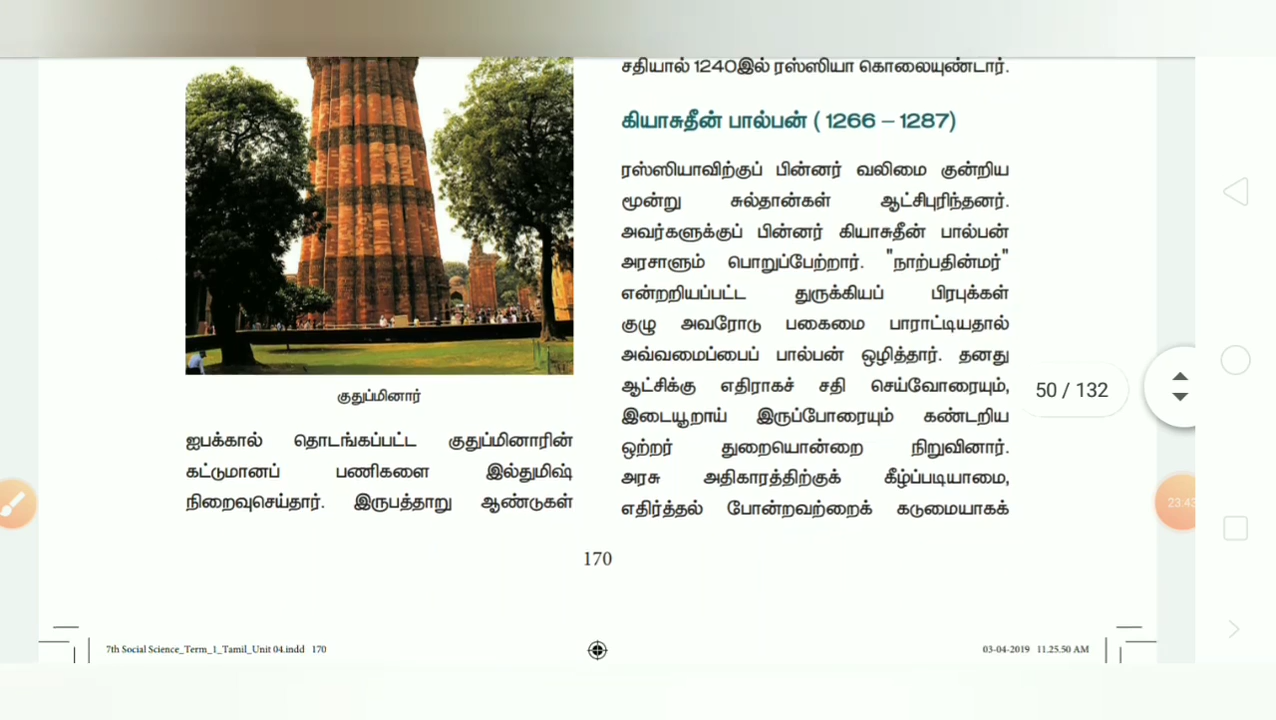 குதுப்மினார்
ஐபக்கால் தொடங்கப்பட்ட குதுப்மினாரின்
கட்டுமானப் பணிகளை இல்துமிஷ்
நிறைவுசெய்தார். இருபத்தாறு ஆண்டுகள்
சதியால் 1240இல் ரஸ்ஸியா கொலையுண்டார்.
கியாசுதீன் பால்பன் ( 1266 – 1287)
ரஸ்ஸியாவிற்குப் பின்னர் வலிமை குன்றிய
மூன்று சுல்தான்கள் ஆட்சிபுரிந்தனர்.
அவர்களுக்குப் பின்னர் கியாசுதீன் பால்பன்
அரசாளும் பொறுப்பேற்றார். "நாற்பதின்மர்"
என்றறியப்பட்ட துருக்கியப் பிரபுக்கள்
குழு அவரோடு பகைமை பாராட்டியதால்
அவ்வமைப்பைப் பால்பன் ஒழித்தார். தனது
ஆட்சிக்கு எதிராகச் சதி செய்வோரையும்,
இடையூறாய் இருப்போரையும் கண்டறிய
ஒற்றர் துறையொன்றை நிறுவினார்.
அரசு அதிகாரத்திற்குக் கீழ்ப்படியாமை,
எதிர்த்தல் போன்றவற்றைக் கடுமையாகக்
50 / 132
23:43
170
7th Social Science_Term_1_Tamil_Unit 04.indd 170
03-04-2019 11.25.50 AM